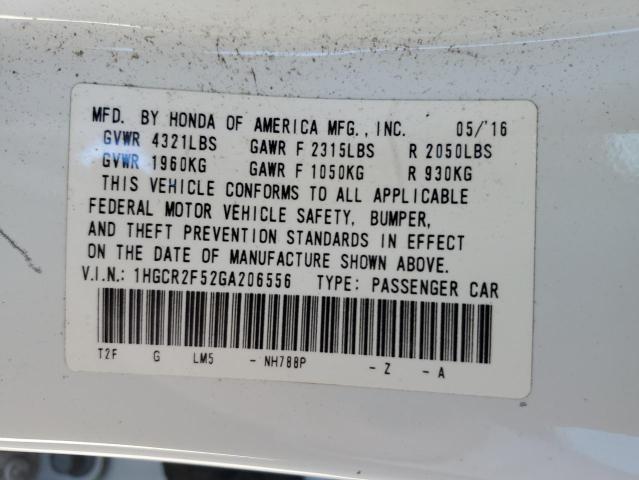 MFD. BY HONDA OF AMERICA MFG., INC. 05/'16
GVWR 4321LBS GAWR F 2315LBS R 2050LBS
GVWR 1960KG GAWR F 1050KG R 930KG
THIS VEHICLE CONFORMS TO ALL APPLICABLE
FEDERAL MOTOR VEHICLE SAFETY, BUMPER,
AND THEFT PREVENTION STANDARDS IN EFFECT
ON THE DATE OF MANUFACTURE SHOWN ABOVE.
V.I.N.: 1HGCR2F52GA206556 TYPE: PASSENGER CAR
T2F G LM5 - NH788P - Z - A